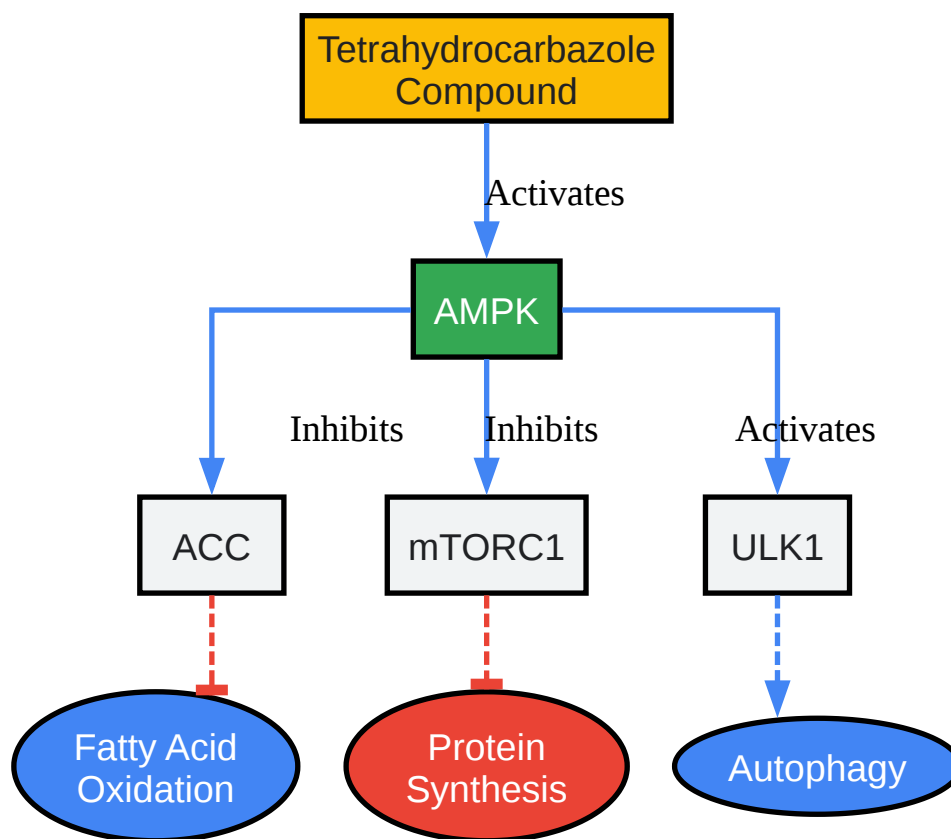 Tetrahydrocarbazole
Compound
Activates
AMPK
Inhibits
Inhibits
Activates
ACC
mTORC1
ULK1
Fatty Acid
Oxidation
Protein
Synthesis
Autophagy